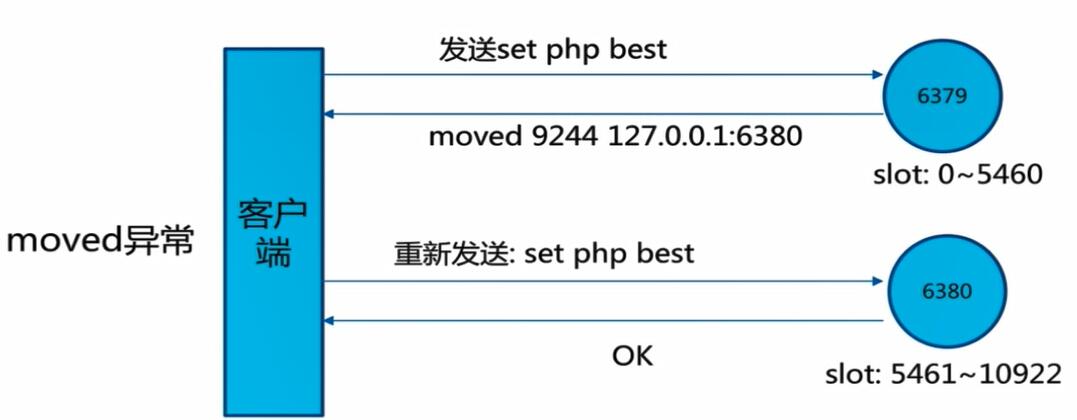 发送set php best
6379
moved 9244 127.0.0.1:6380
slot: 0~5460
客户
端
moved异常
重新发送: set php best
6380
OK
slot: 5461~10922